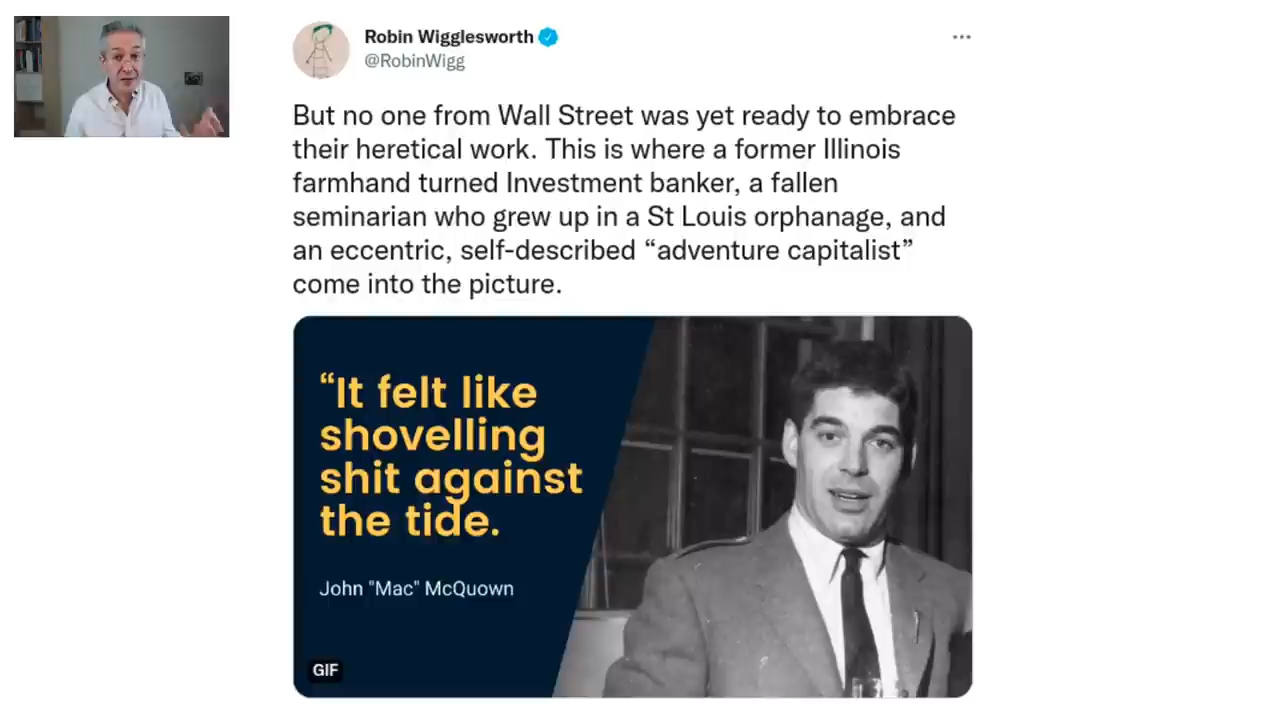 Robin Wigglesworth
@RobinWigg
But no one from Wall Street was yet ready to embrace
their heretical work. This is where a former Illinois
farmhand turned Investment banker, a fallen
seminarian who grew up in a St Louis orphanage, and
an eccentric, self-described “adventure capitalist”
come into the picture.
“It felt like
shovelling
shit against
the tide.
John "Mac" McQuown
GIF